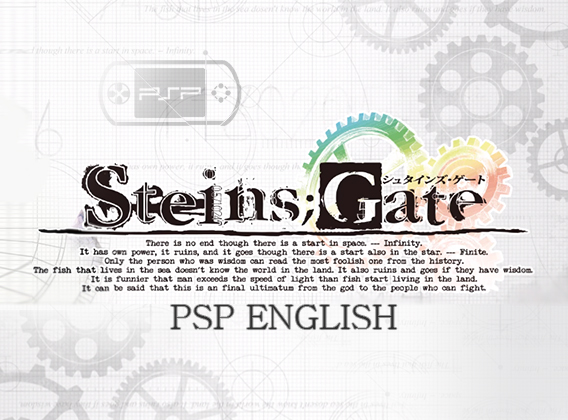 PSP
Steins;Gate
シュタインズ・ゲート
There is no end though there is a start in space. --- Infinity.
It has own power, it ruins, and it goes though there is a start also in the star. --- Finite.
Only the person who was wisdom can read the most foolish one from the history.
The fish that lives in the sea doesn't know the world in the land. It also ruins and goes if they have wisdom.
It is funnier that man exceeds the speed of light than fish start living in the land.
It can be said that this is an final ultimatum from the god to the people who can fight.
PSP ENGLISH